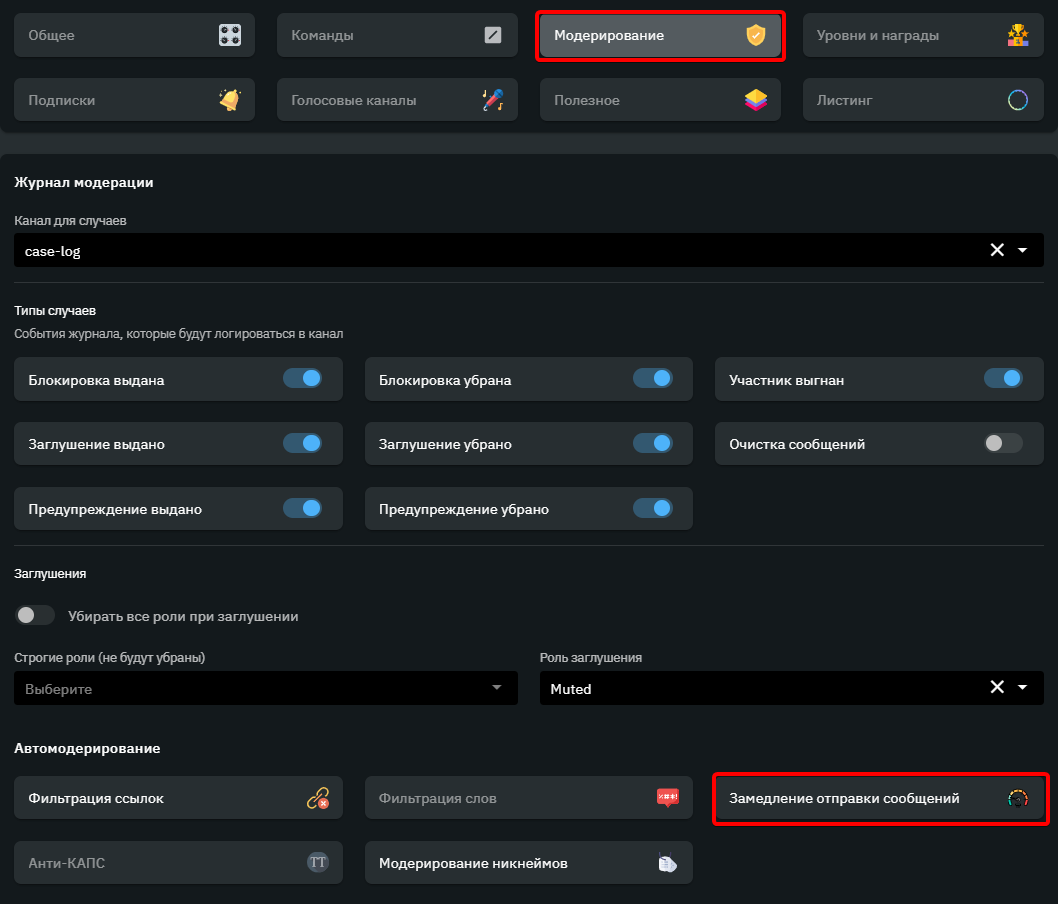 Общее
Команды
Модерирование
Уровни и награды
Подписки
Голосовые каналы
Полезное
Листинг
Журнал модерации
Канал для случаев
case-log
Типы случаев
События журнала, которые будут логироваться в канал
Блокировка выдана
Блокировка убрана
Участник выгнан
Заглушение выдано
Заглушение убрано
Очистка сообщений
Предупреждение выдано
Предупреждение убрано
Заглушения
Убирать все роли при заглушении
Строгие роли (не будут убраны)
Роль заглушения
Выберите
Muted
Автомодерирование
Фильтрация ссылок
Фильтрация слов
Замедление отправки сообщений
Анти-КАПС
TT
Модерирование никнеймов